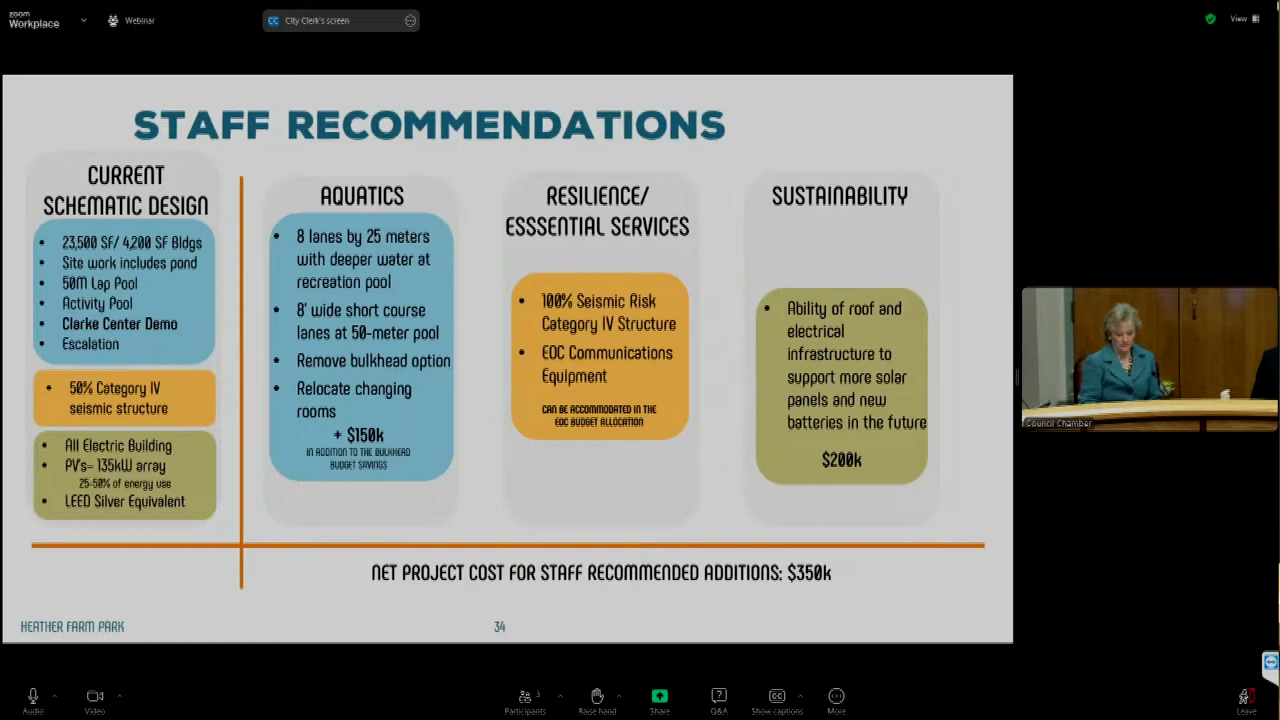 zoom
Workplace
Webinar
CC City Clerk's screen
View
STAFF RECOMMENDATIONS
CURRENT
SCHEMATIC DESIGN
• 23,500 SF/ 4,200 SF Bldgs
• Site work includes pond
• 50M Lap Pool
• Activity Pool
• Clarke Center Demo
• Escalation
• 50% Category IV
seismic structure
• All Electric Building
• PV's– 135kW array
25-50% of energy use
• LEED Silver Equivalent
AQUATICS
• 8 lanes by 25 meters
with deeper water at
recreation pool
• 8' wide short course
lanes at 50-meter pool
• Remove bulkhead option
• Relocate changing
rooms
+ $150k
IN ADDITION TO THE BULKHEAD
BUDGET SAVINGS
RESILIENCE/
ESSSENTIAL SERVICES
• 100% Seismic Risk
Category IV Structure
• EOC Communications
Equipment
CAN BE ACCOMMODATED IN THE
EOC BUDGET ALLOCATION
SUSTAINABILITY
• Ability of roof and
electrical
infrastructure to
support more solar
panels and new
batteries in the future
$200k
NET PROJECT COST FOR STAFF RECOMMENDED ADDITIONS: $350k
HEATHER FARM PARK
34
Council Chamber
Audio
Video
Participants
3
Raise hand
Share
Q&A
CC
Show captions
More
Leave